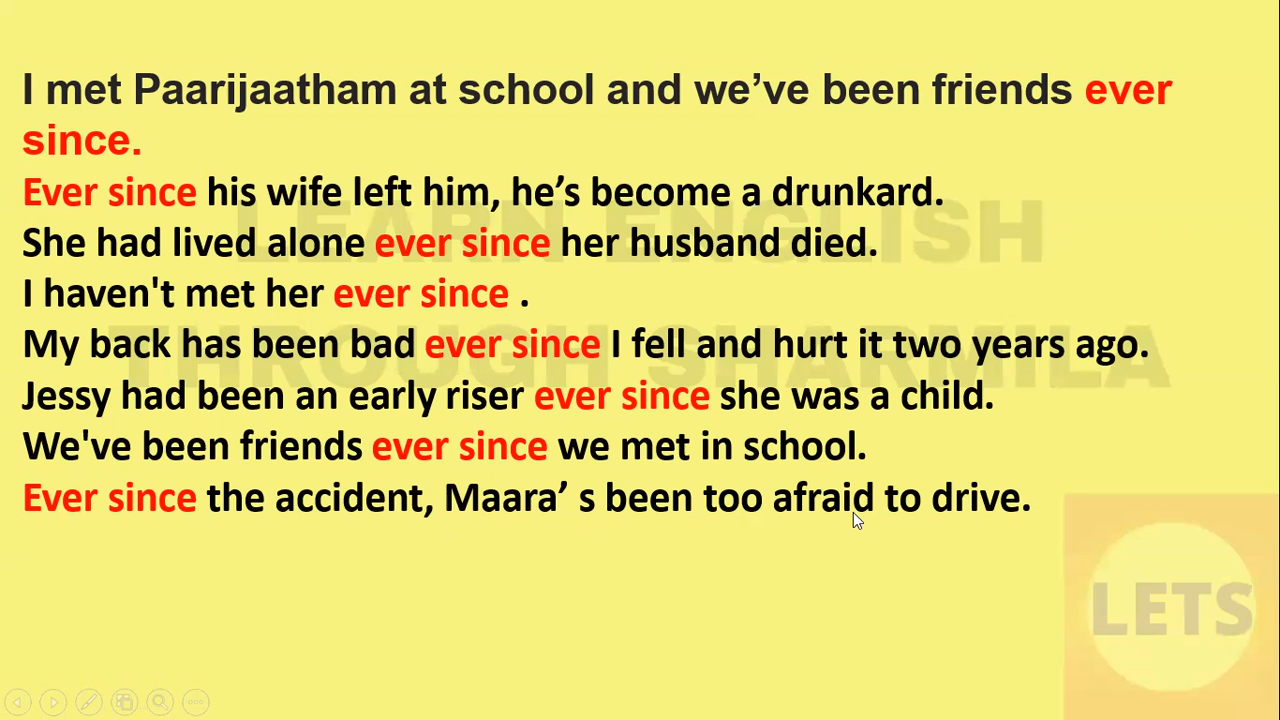 I met Paarijaatham at school and we’ve been friends ever
since.
Ever since his wife left him, he’s become a drunkard.
She had lived alone ever since her husband died.
I haven't met her ever since .
My back has been bad ever since I fell and hurt it two years ago.
Jessy had been an early riser ever since she was a child.
We've been friends ever since we met in school.
Ever since the accident, Maara’ s been too afraid to drive.
LEARN ENGLISH
THROUGH SHARMILA
LETS